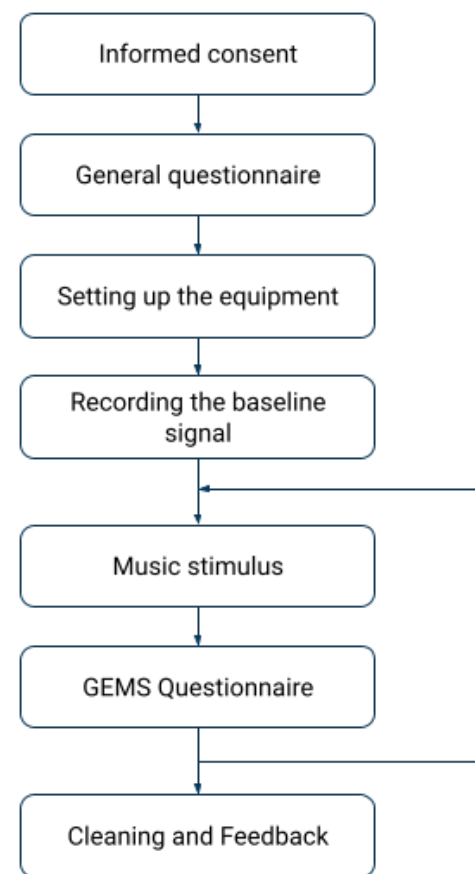 Informed consent
General questionnaire
Setting up the equipment
Recording the baseline
signal
Music stimulus
GEMS Questionnaire
Cleaning and Feedback